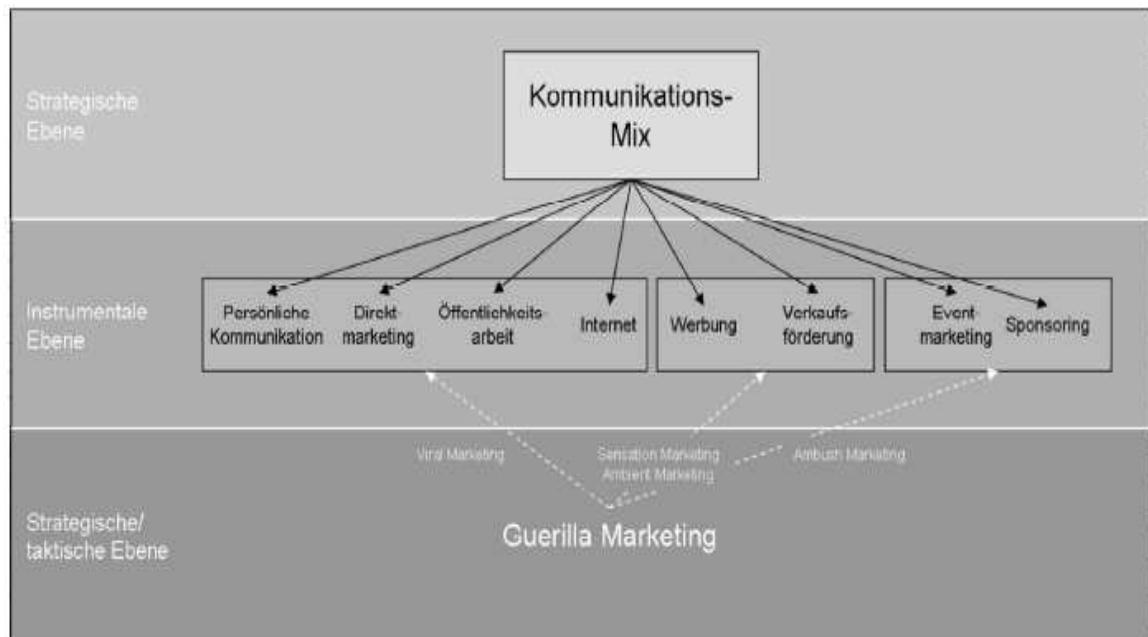 Strategische
Ebene
Kommunikations-
Mix
Instrumentale
Ebene
Persönliche
Kommunikation
Direkt-
marketing
Öffentlichkeits-
arbeit
Internet
Werbung
Verkaufs-
förderung
Event-
marketing
Sponsoring
Viral Marketing
Sensation Marketing
Ambient Marketing
Ambush Marketing
Strategische/
taktische Ebene
Guerilla Marketing